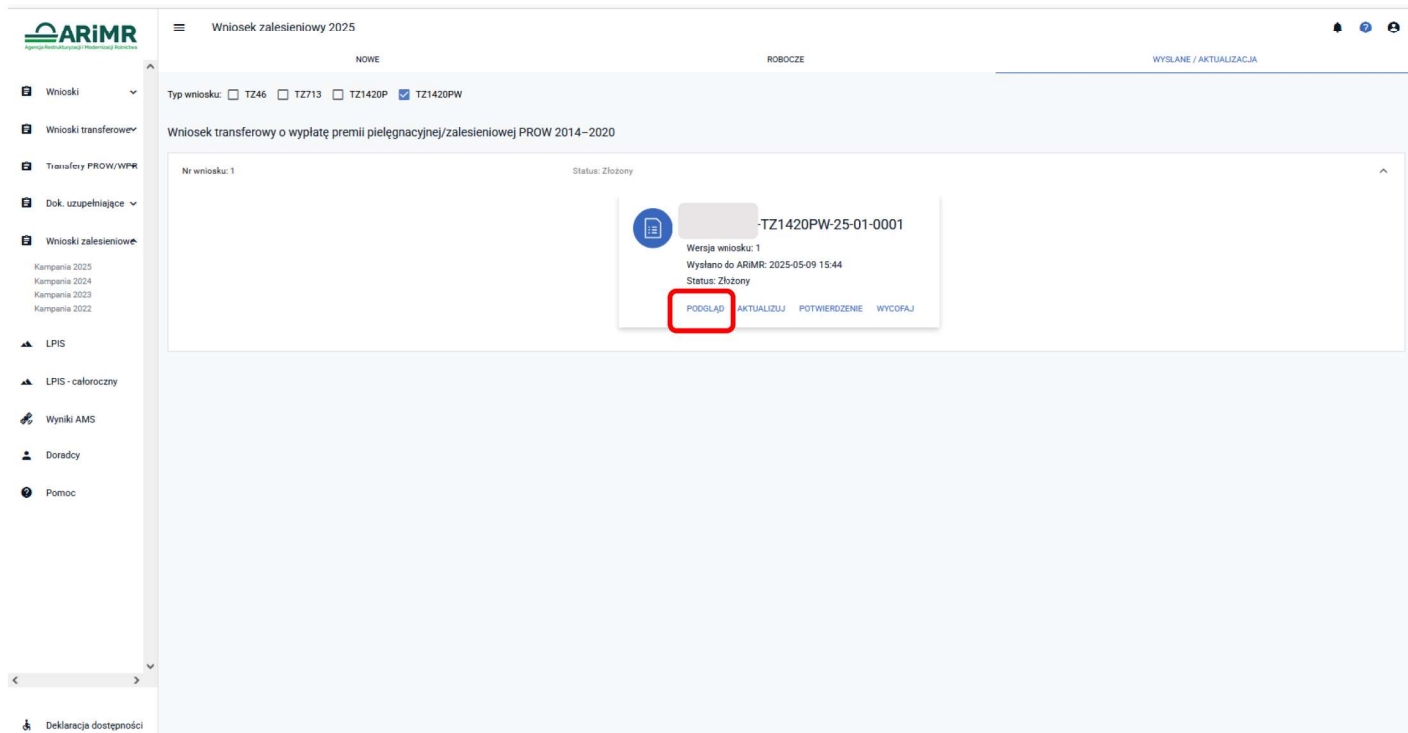 ARiMR
Agencja Restrukturyzacji i Modernizacji Rolnictwa
Wniosek zalesieniowy 2025
NOWE
ROBOCZE
WYSŁANE / AKTUALIZACJA
Wnioski
Wnioski transferowe
Transfery PROW/WPR
Dok. uzupełniające
Wnioski zalesieniowe
Kampania 2025
Kampania 2024
Kampania 2023
Kampania 2022
LPIS
LPIS - całoroczny
Wyniki AMS
Doradcy
Pomoc
Deklaracja dostępności
Typ wniosku: TZ46 TZ713 TZ1420P TZ1420PW
Wniosek transferowy o wypłatę premii pielęgnacyjnej/zalesieniowej PROW 2014–2020
Nr wniosku: 1
Status: Złożony
-TZ1420PW-25-01-0001
Wersja wniosku: 1
Wysłano do ARiMR: 2025-05-09 15:44
Status: Złożony
PODGLĄD AKTUALIZUJ POTWIERDZENIE WYCOFAJ